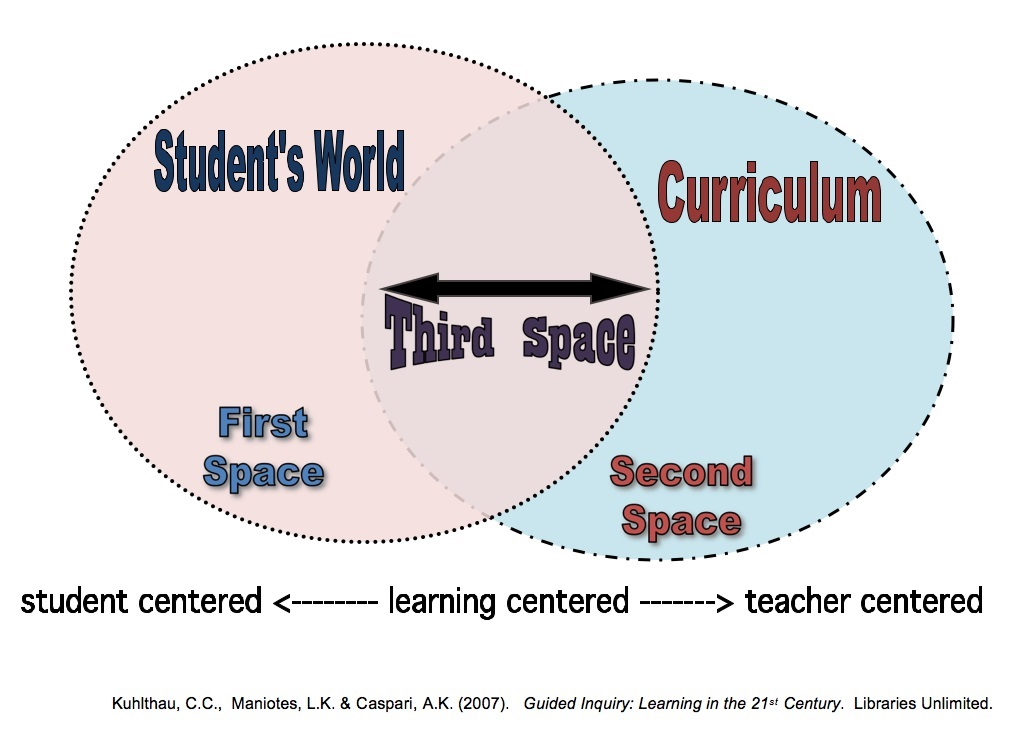 Student's World
Curriculum
Third Space
First
Space
Second
Space
student centered <-------- learning centered -------> teacher centered
Kuhlthau, C.C., Maniotes, L.K. & Caspari, A.K. (2007). Guided Inquiry: Learning in the 21st Century. Libraries Unlimited.